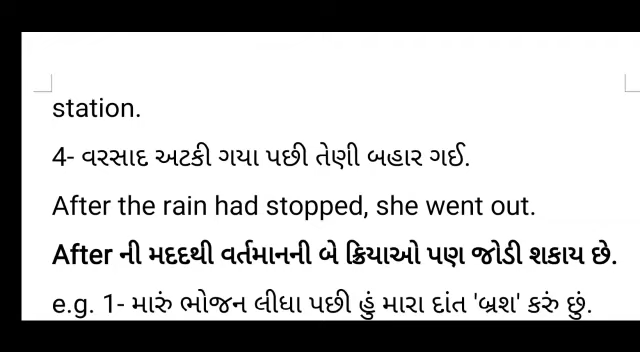 station.
4- વરસાદ અટકી ગયા પછી તેણી બહાર ગઈ.
After the rain had stopped, she went out.
After ની મદદથી વર્તમાનની બે ક્રિયાઓ પણ જોડી શકાય છે.
e.g. 1- મારું ભોજન લીધા પછી હું મારા દાંત 'બ્રશ' કરું છું.